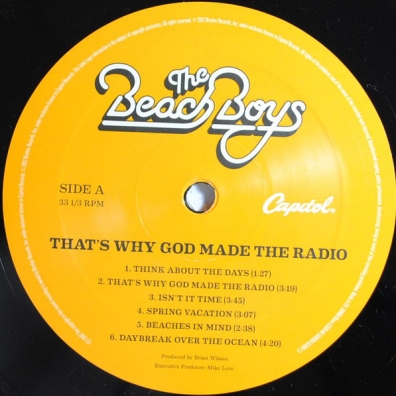 The
Beach Boys
SIDE A
33 1/3 RPM
Capitol
THAT'S WHY GOD MADE THE RADIO
1. THINK ABOUT THE DAYS (1:27)
2. THAT'S WHY GOD MADE THE RADIO (3:19)
3. ISN'T IT TIME (3:45)
4. SPRING VACATION (3:07)
5. BEACHES IN MIND (2:38)
6. DAYBREAK OVER THE OCEAN (4:20)
Produced by Brian Wilson
Executive Producer: Mike Love